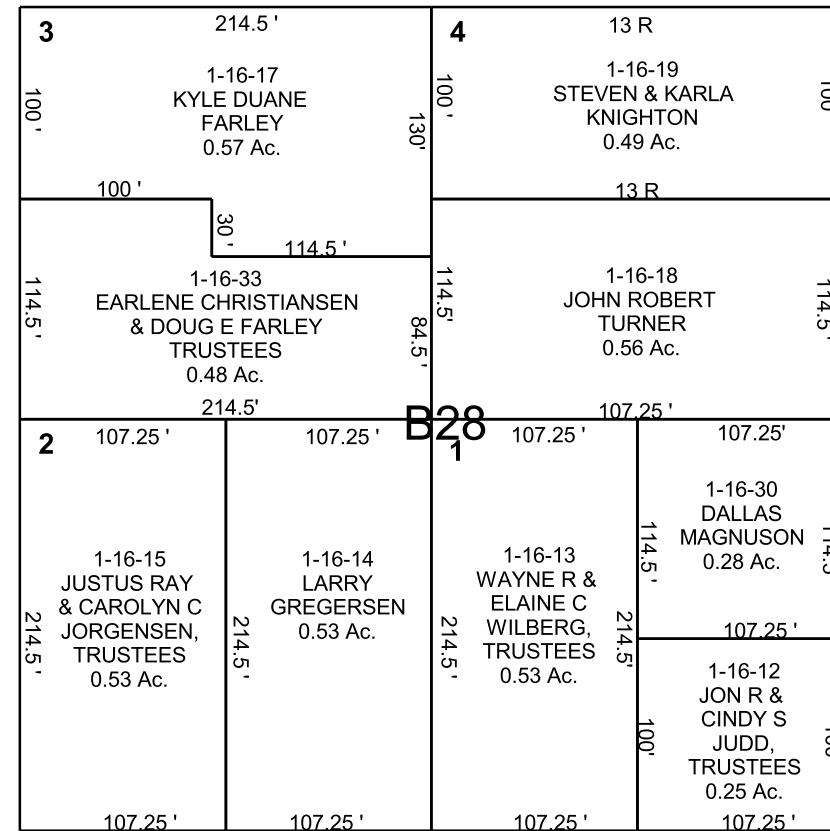 3
214.5 '
1-16-17
KYLE DUANE
FARLEY
0.57 Ac.
100 '
130'
100 '
30 '
114.5 '
4
13 R
1-16-19
STEVEN & KARLA
KNIGHTON
0.49 Ac.
100 '
100
13 R
1-16-33
EARLENE CHRISTIANSEN
& DOUG E FARLEY
TRUSTEES
0.48 Ac.
114.5 '
84.5 '
214.5'
1-16-18
JOHN ROBERT
TURNER
0.56 Ac.
114.5'
114.5 '
107.25 '
B28
2
107.25 '
1-16-15
JUSTUS RAY
& CAROLYN C
JORGENSEN,
TRUSTEES
0.53 Ac.
214.5 '
214.5 '
107.25 '
107.25 '
1-16-14
LARRY
GREGERSEN
0.53 Ac.
1
107.25 '
1-16-13
WAYNE R &
ELAINE C
WILBERG,
TRUSTEES
0.53 Ac.
214.5 '
214.5'
107.25 '
107.25'
1-16-30
DALLAS
MAGNUSON
0.28 Ac.
114.5 '
114.5
107.25 '
1-16-12
JON R &
CINDY S
JUDD,
TRUSTEES
0.25 Ac.
100'
107.25 '